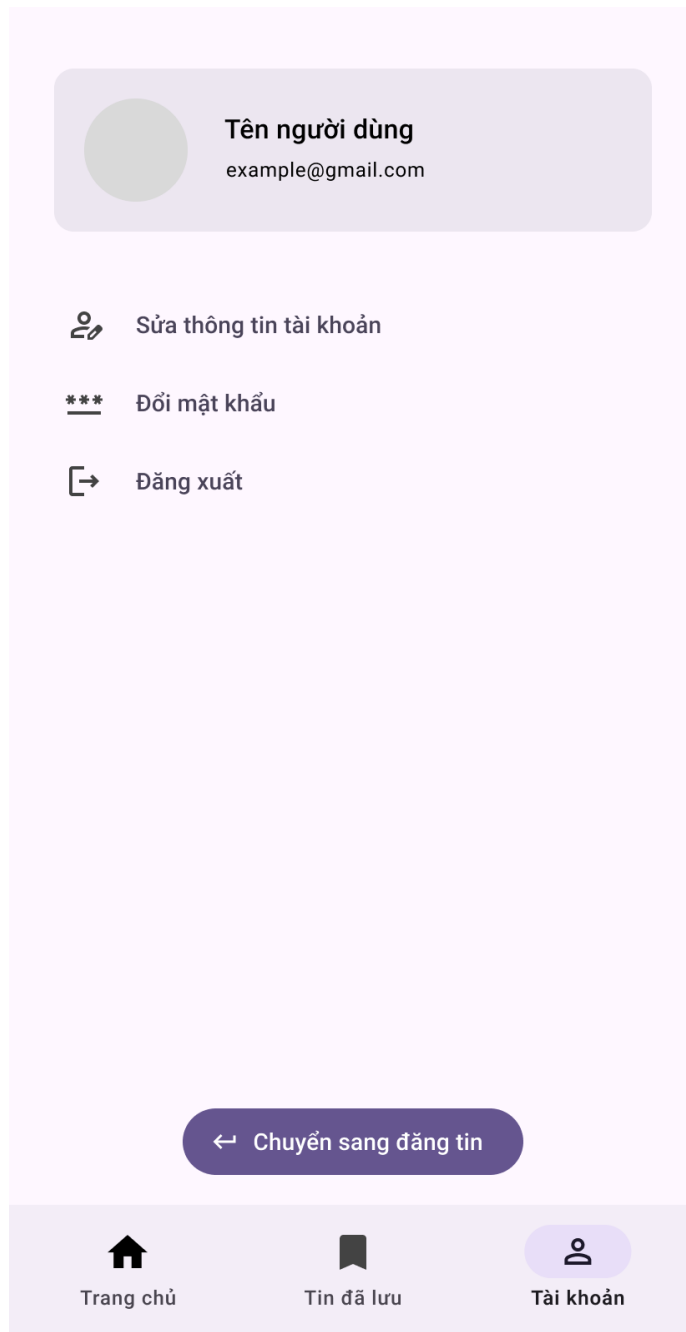 Tên người dùng
example@gmail.com
Sửa thông tin tài khoản
Đổi mật khẩu
Đăng xuất
Chuyển sang đăng tin
Trang chủ
Tin đã lưu
Tài khoản